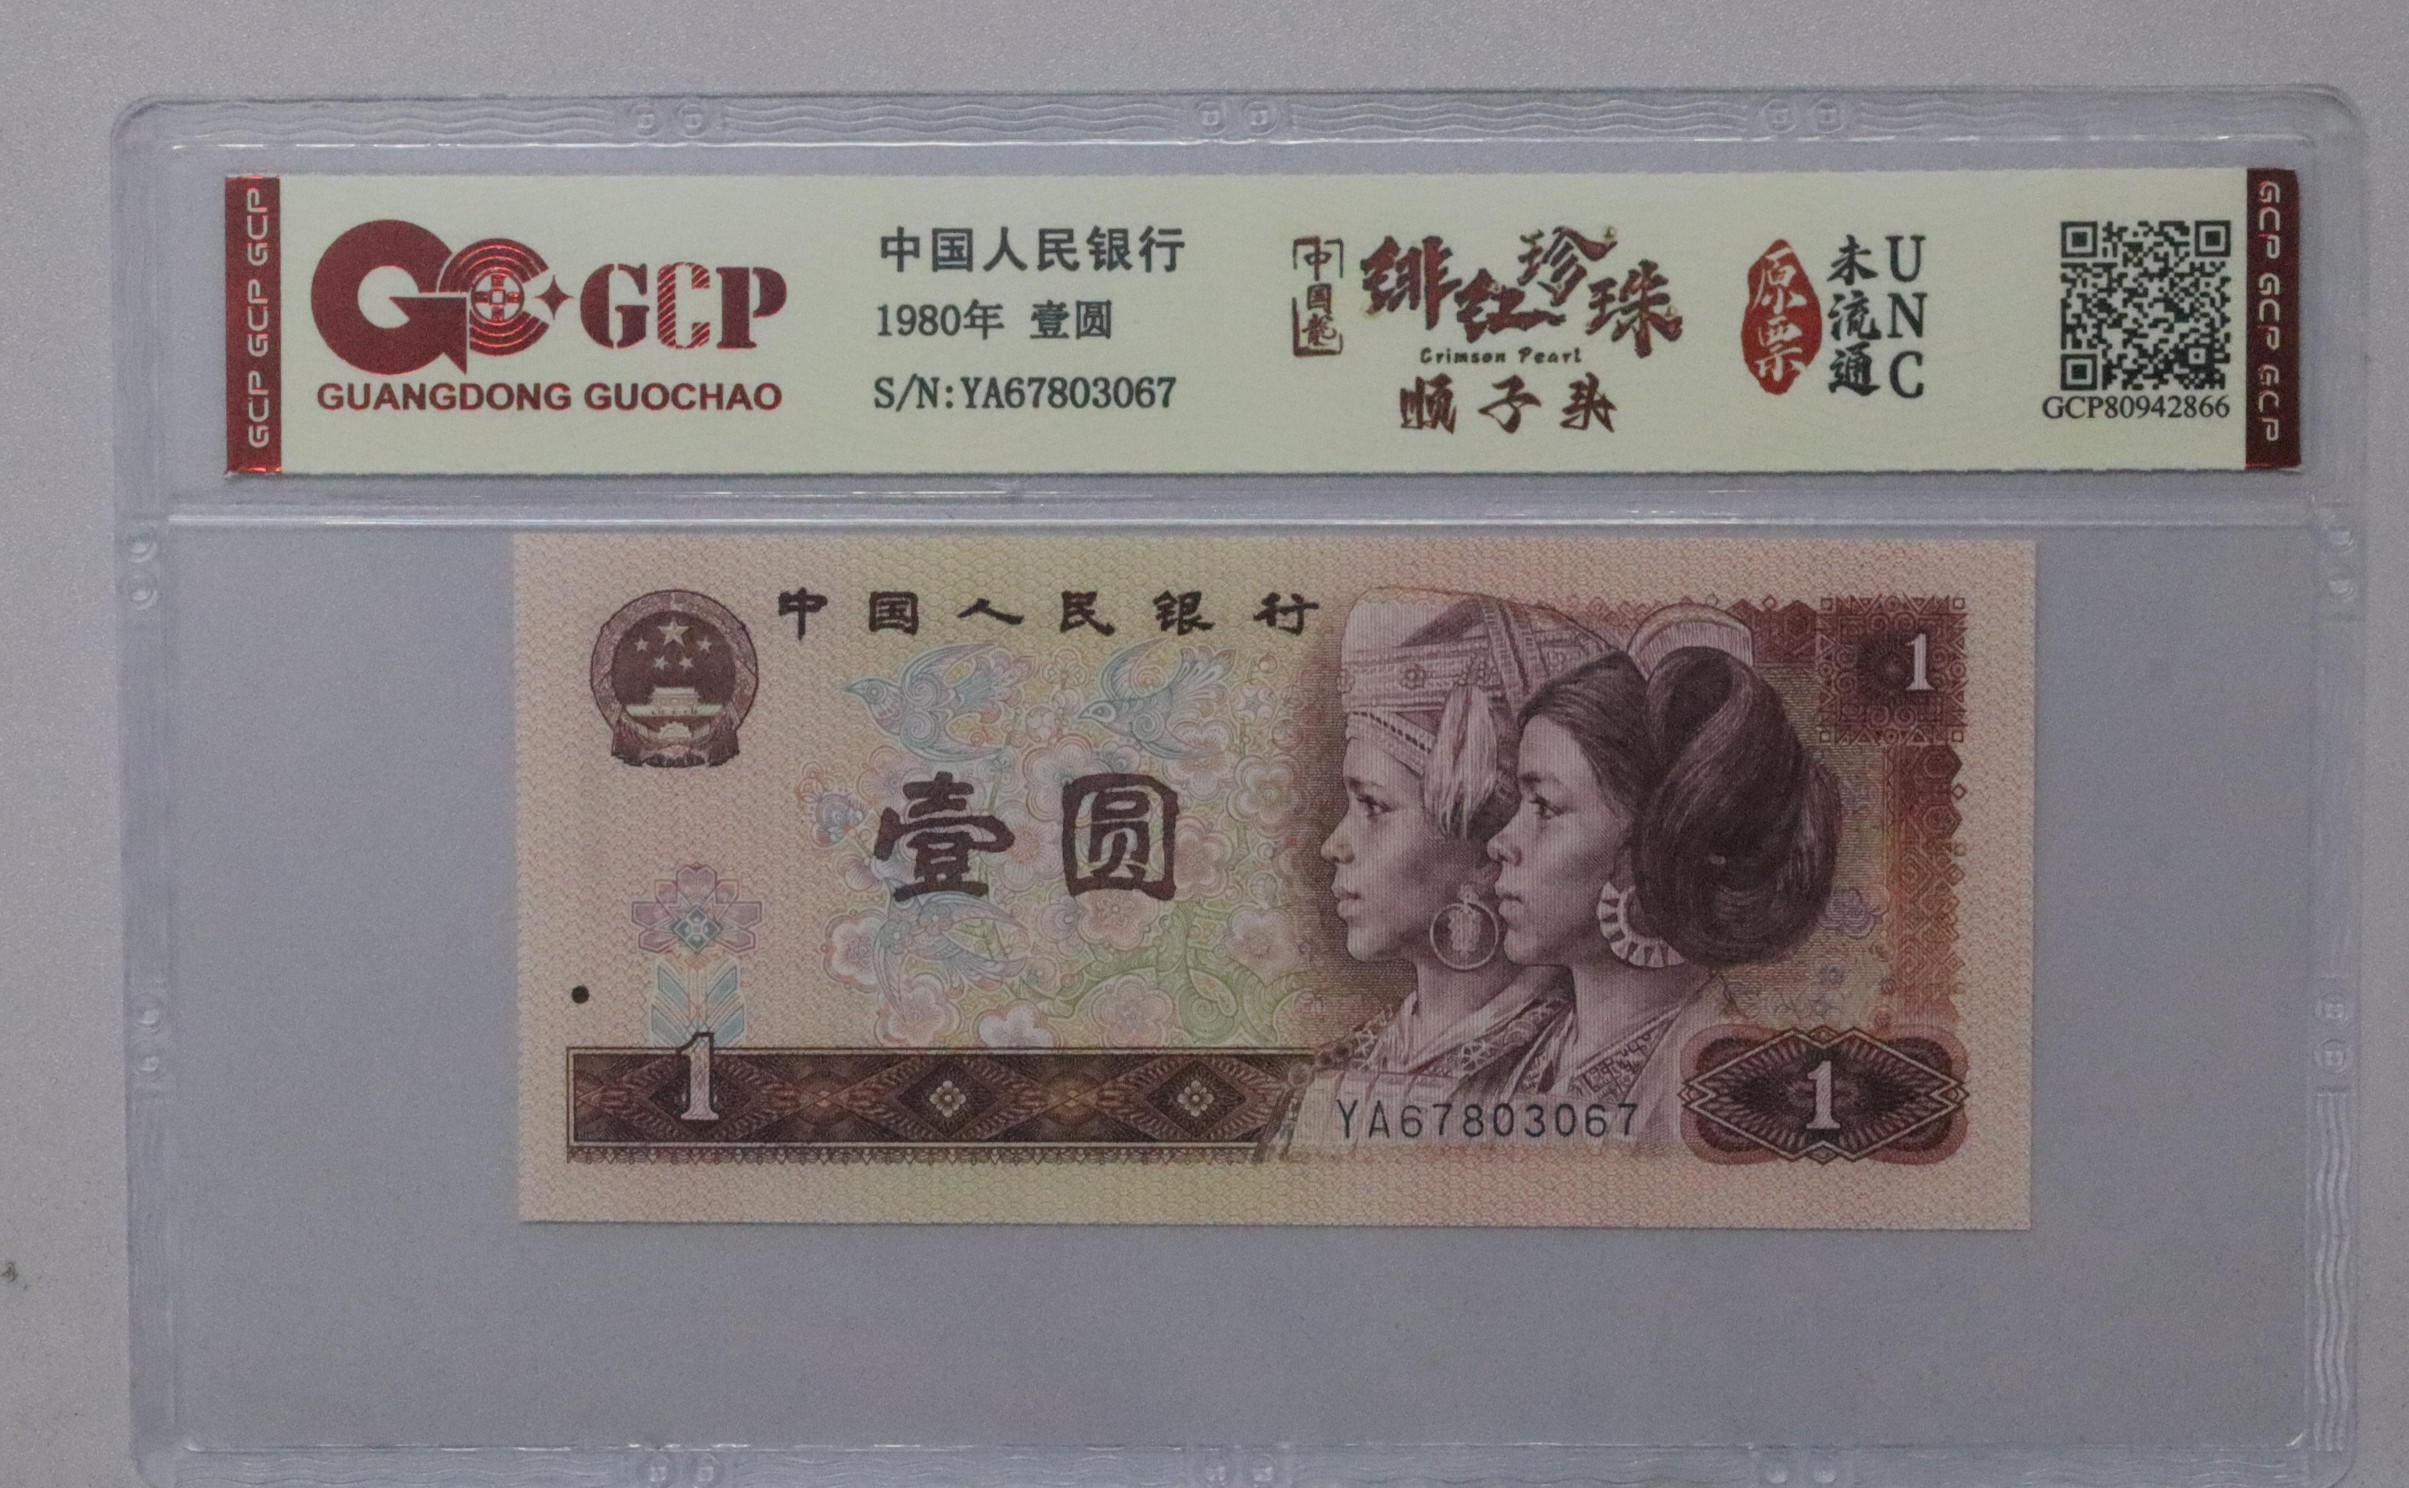 GCP GCP GCP
GCP
GUANGDONG GUOCHAO
中国人民银行
1980年 壹圆
S/N:YA67803067
中国龍
绯红珍珠
Crimson Pearl
顺子头
原票
未流通
UNC
GCP80942866
GCP GCP GCP
中国人民银行
1
壹圆
1
YA67803067
1